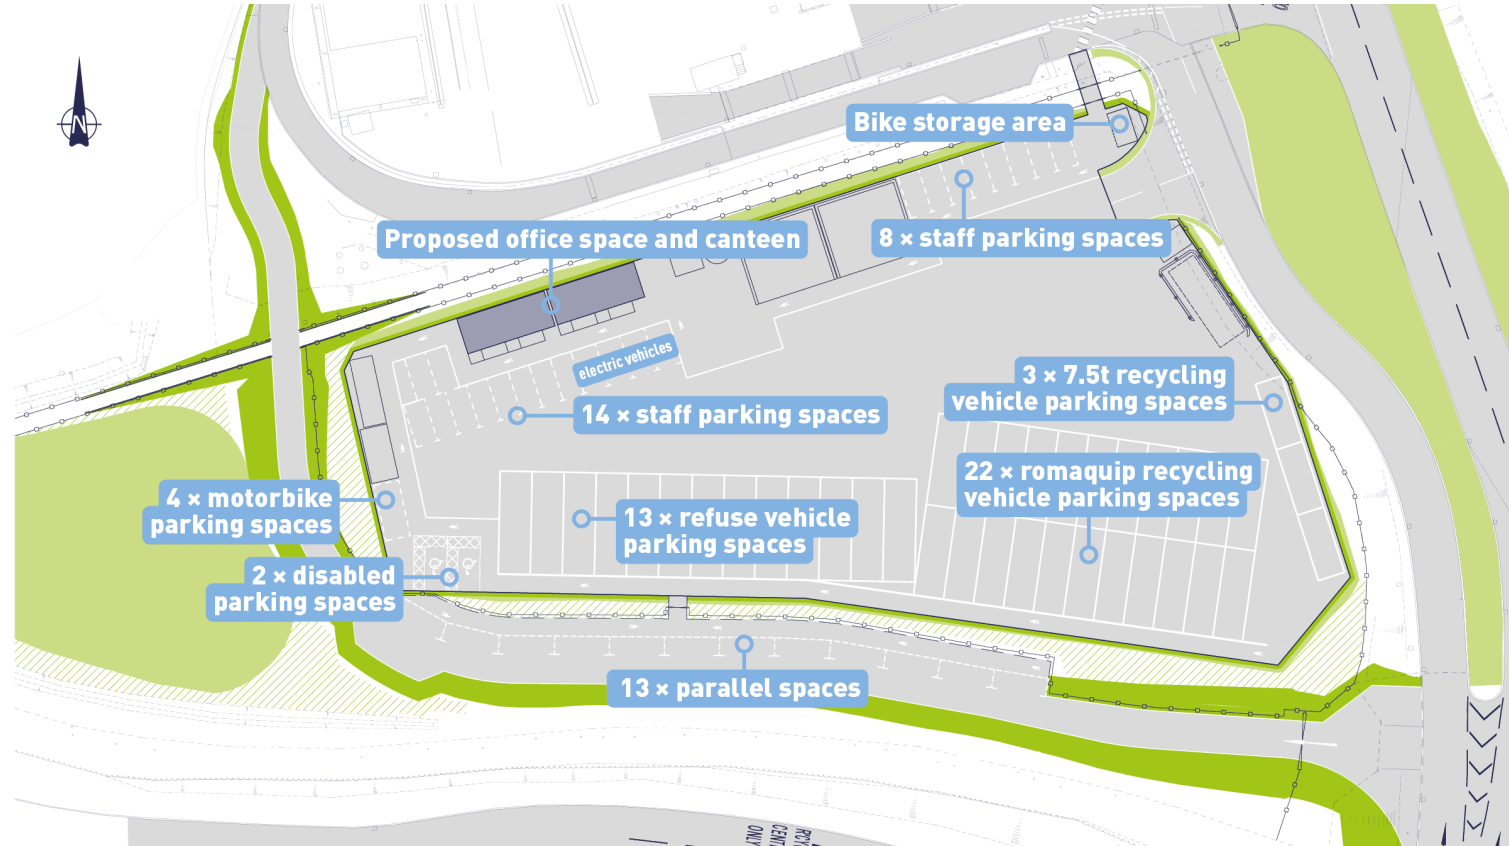 N
Bike storage area
Proposed office space and canteen
8 × staff parking spaces
electric vehicles
3 × 7.5t recycling
vehicle parking spaces
14 × staff parking spaces
22 × romaquip recycling
vehicle parking spaces
4 × motorbike
parking spaces
13 × refuse vehicle
parking spaces
2 × disabled
parking spaces
13 × parallel spaces
ONLY